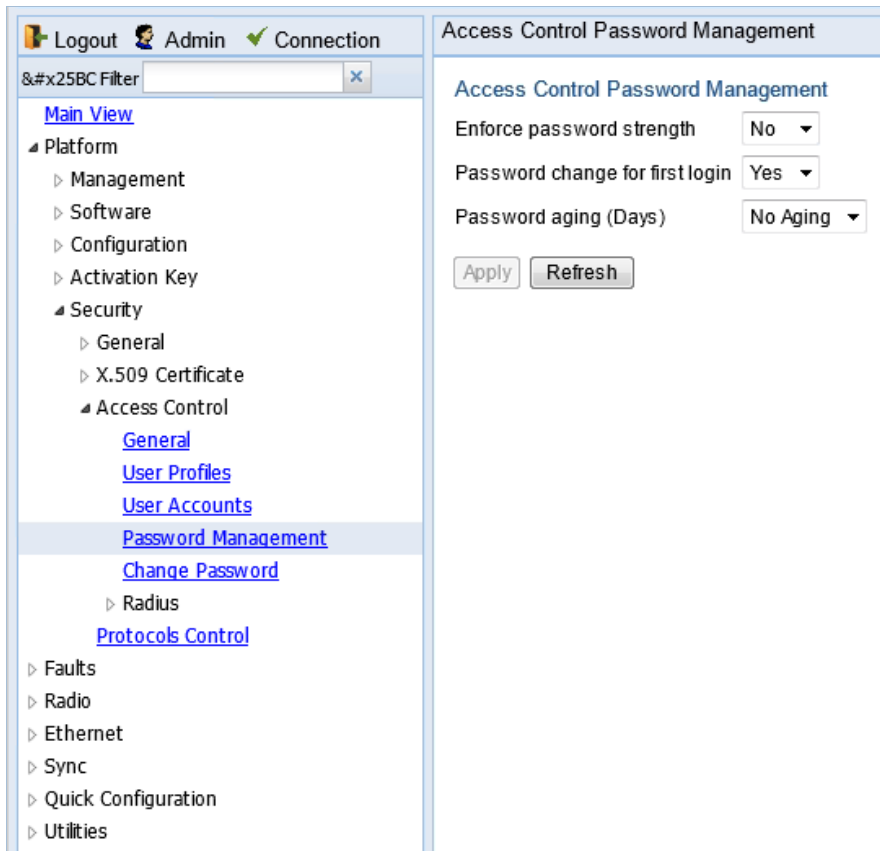 Logout Admin Connection
&#x25BC Filter
Main View
Platform
Management
Software
Configuration
Activation Key
Security
General
X.509 Certificate
Access Control
General
User Profiles
User Accounts
Password Management
Change Password
Radius
Protocols Control
Faults
Radio
Ethernet
Sync
Quick Configuration
Utilities
Access Control Password Management
Access Control Password Management
Enforce password strength No
Password change for first login Yes
Password aging (Days) No Aging
Apply Refresh